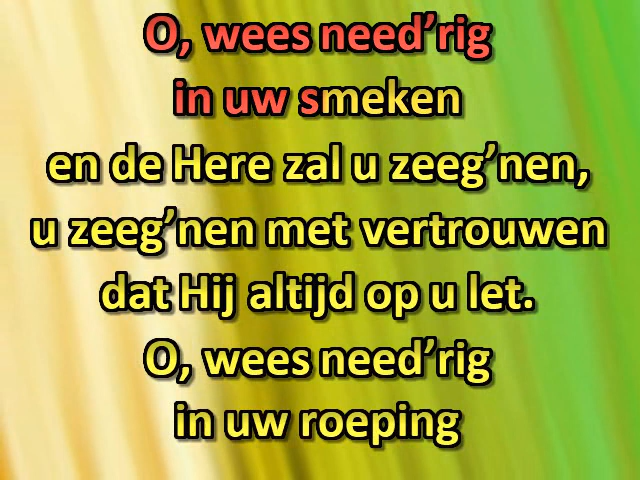 O, wees need’rig
in uw smeken
en de Here zal u zeeg’nen,
u zeeg’nen met vertrouwen
dat Hij altijd op u let.
O, wees need’rig
in uw roeping